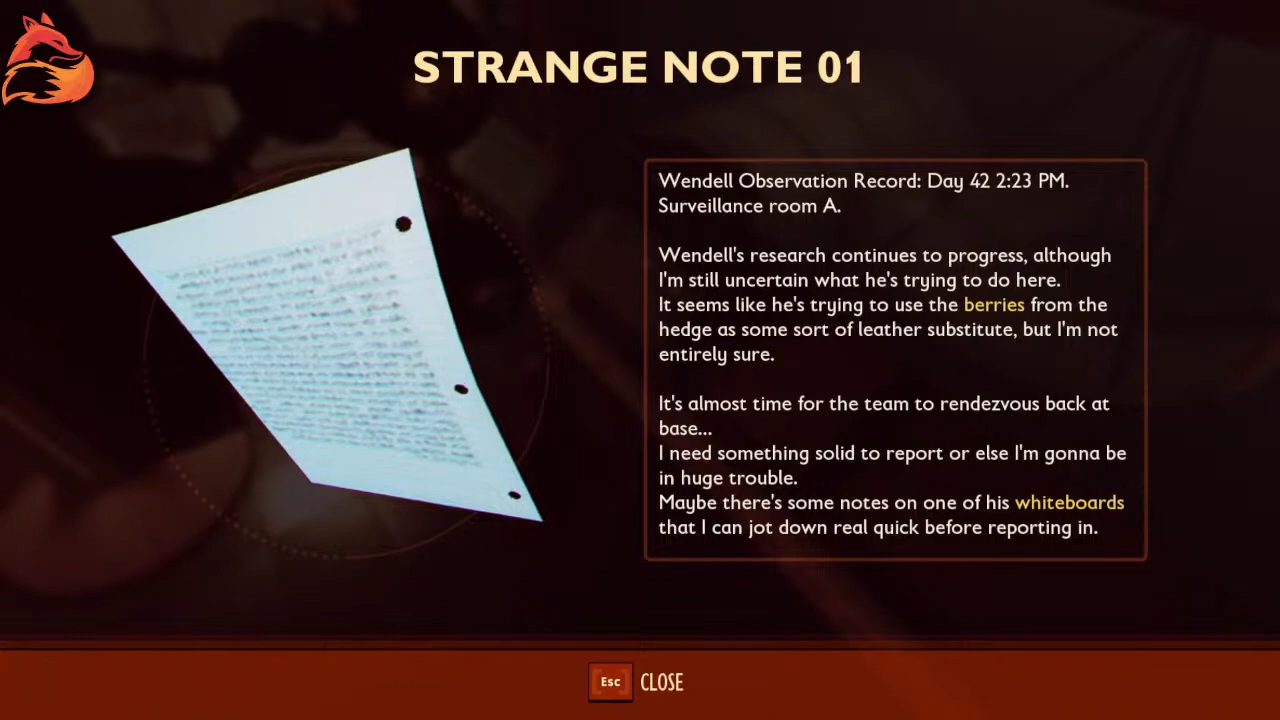 STRANGE NOTE 01
Wendell Observation Record: Day 42 2:23 PM.
Surveillance room A.
Wendell's research continues to progress, although
I'm still uncertain what he's trying to do here.
It seems like he's trying to use the berries from the
hedge as some sort of leather substitute, but I'm not
entirely sure.
It's almost time for the team to rendezvous back at
base...
I need something solid to report or else I'm gonna be
in huge trouble.
Maybe there's some notes on one of his whiteboards
that I can jot down real quick before reporting in.
Esc CLOSE